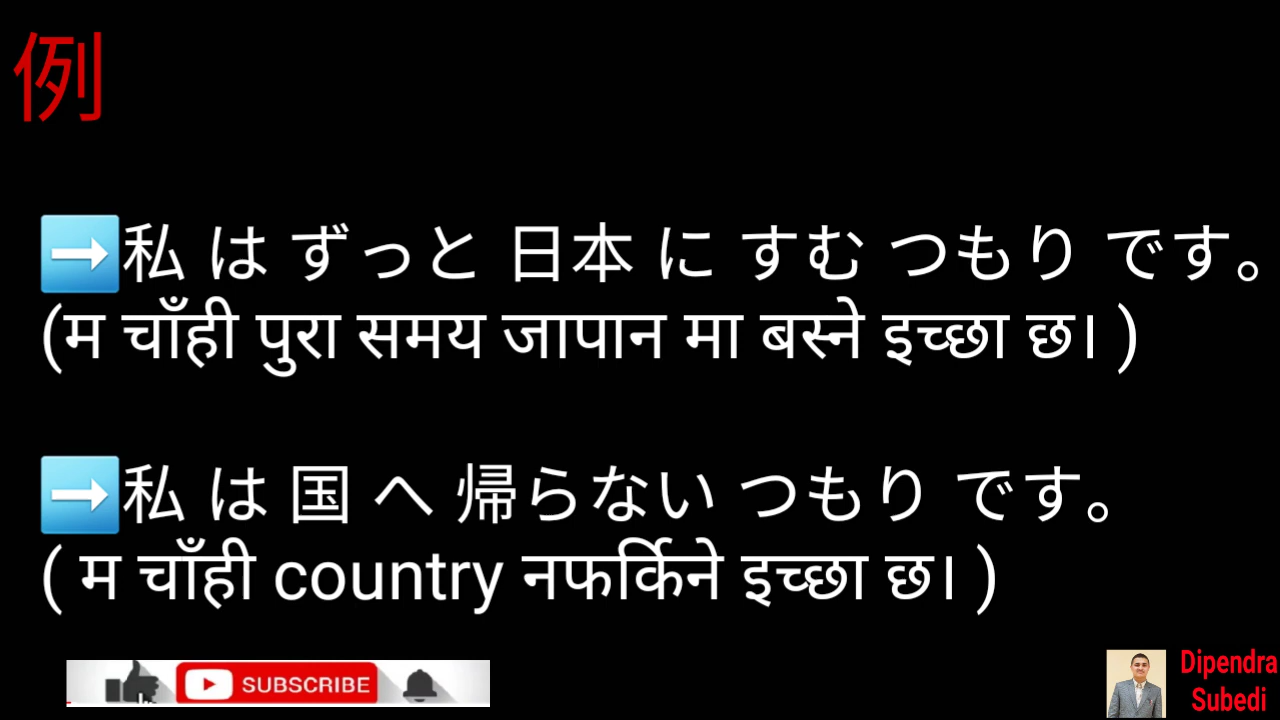 例
➡️私 は ずっと 日本 に すむ つもり です。
(म चाँही पुरा समय जापान मा बस्ने इच्छा छ। )
➡️私 は 国 へ 帰らない つもり です。
( म चाँही country नफर्किने इच्छा छ। )
SUBSCRIBE
Dipendra
Subedi